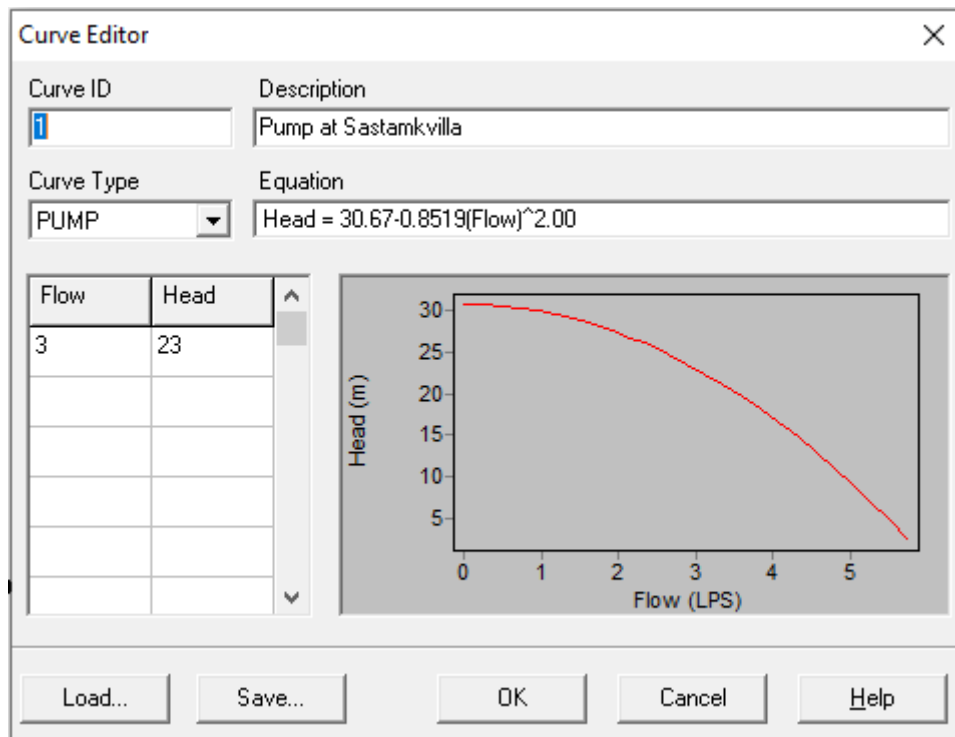 Curve Editor
Curve ID
Description
1
Pump at Sastamkvilla
Curve Type
Equation
PUMP
Head = 30.67-0.8519(Flow)^2.00
Flow Head
3 23
Head (m)
30
25
20
15
10
5
0 1 2 3 4 5
Flow (LPS)
Load...
Save...
OK
Cancel
Help